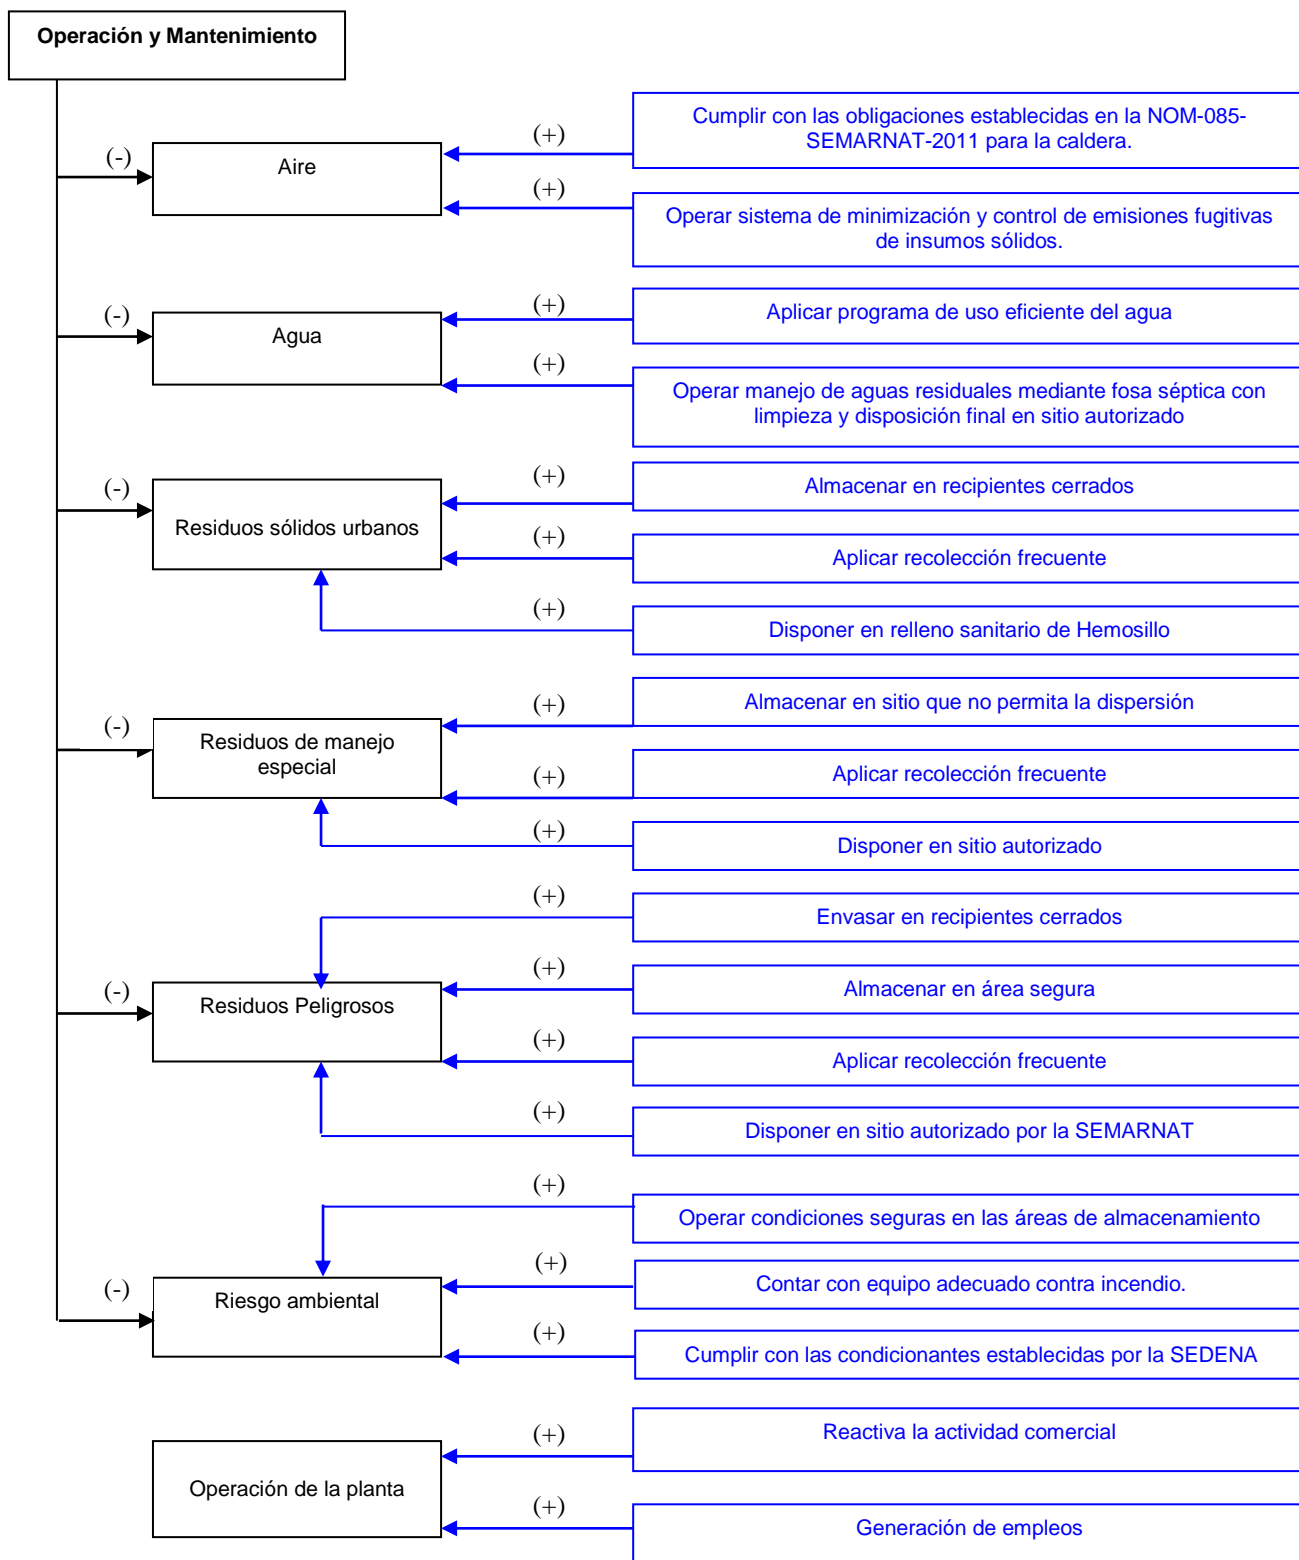 Operación y Mantenimiento
(-)
Aire
(+)
Cumplir con las obligaciones establecidas en la NOM-085-
SEMARNAT-2011 para la caldera.
(+)
Operar sistema de minimización y control de emisiones fugitivas
de insumos sólidos.
(-)
Agua
(+)
Aplicar programa de uso eficiente del agua
(+)
Operar manejo de aguas residuales mediante fosa séptica con
limpieza y disposición final en sitio autorizado
(-)
Residuos sólidos urbanos
(+)
Almacenar en recipientes cerrados
(+)
Aplicar recolección frecuente
(+)
Disponer en relleno sanitario de Hemosillo
(-)
Residuos de manejo
especial
(+)
Almacenar en sitio que no permita la dispersión
(+)
Aplicar recolección frecuente
(+)
Disponer en sitio autorizado
(-)
Residuos Peligrosos
(+)
Envasar en recipientes cerrados
(+)
Almacenar en área segura
(+)
Aplicar recolección frecuente
(+)
Disponer en sitio autorizado por la SEMARNAT
(-)
Riesgo ambiental
(+)
Operar condiciones seguras en las áreas de almacenamiento
(+)
Contar con equipo adecuado contra incendio.
(+)
Cumplir con las condicionantes establecidas por la SEDENA
Operación de la planta
(+)
Reactiva la actividad comercial
(+)
Generación de empleos